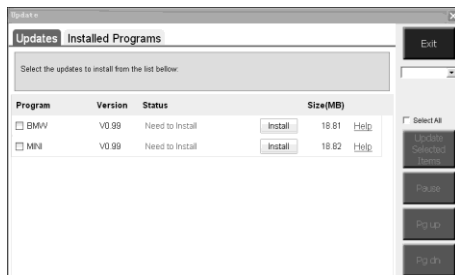 Update
Updates Installed Programs
Exit
Select the updates to install from the list bellow:
Program Version Status Size(MB)
Select All
BMW V0.99 Need to Install Install 18.81 Help
Update Selected Items
MINI V0.99 Need to Install Install 18.82 Help
Pause
Pg up
Pg dn